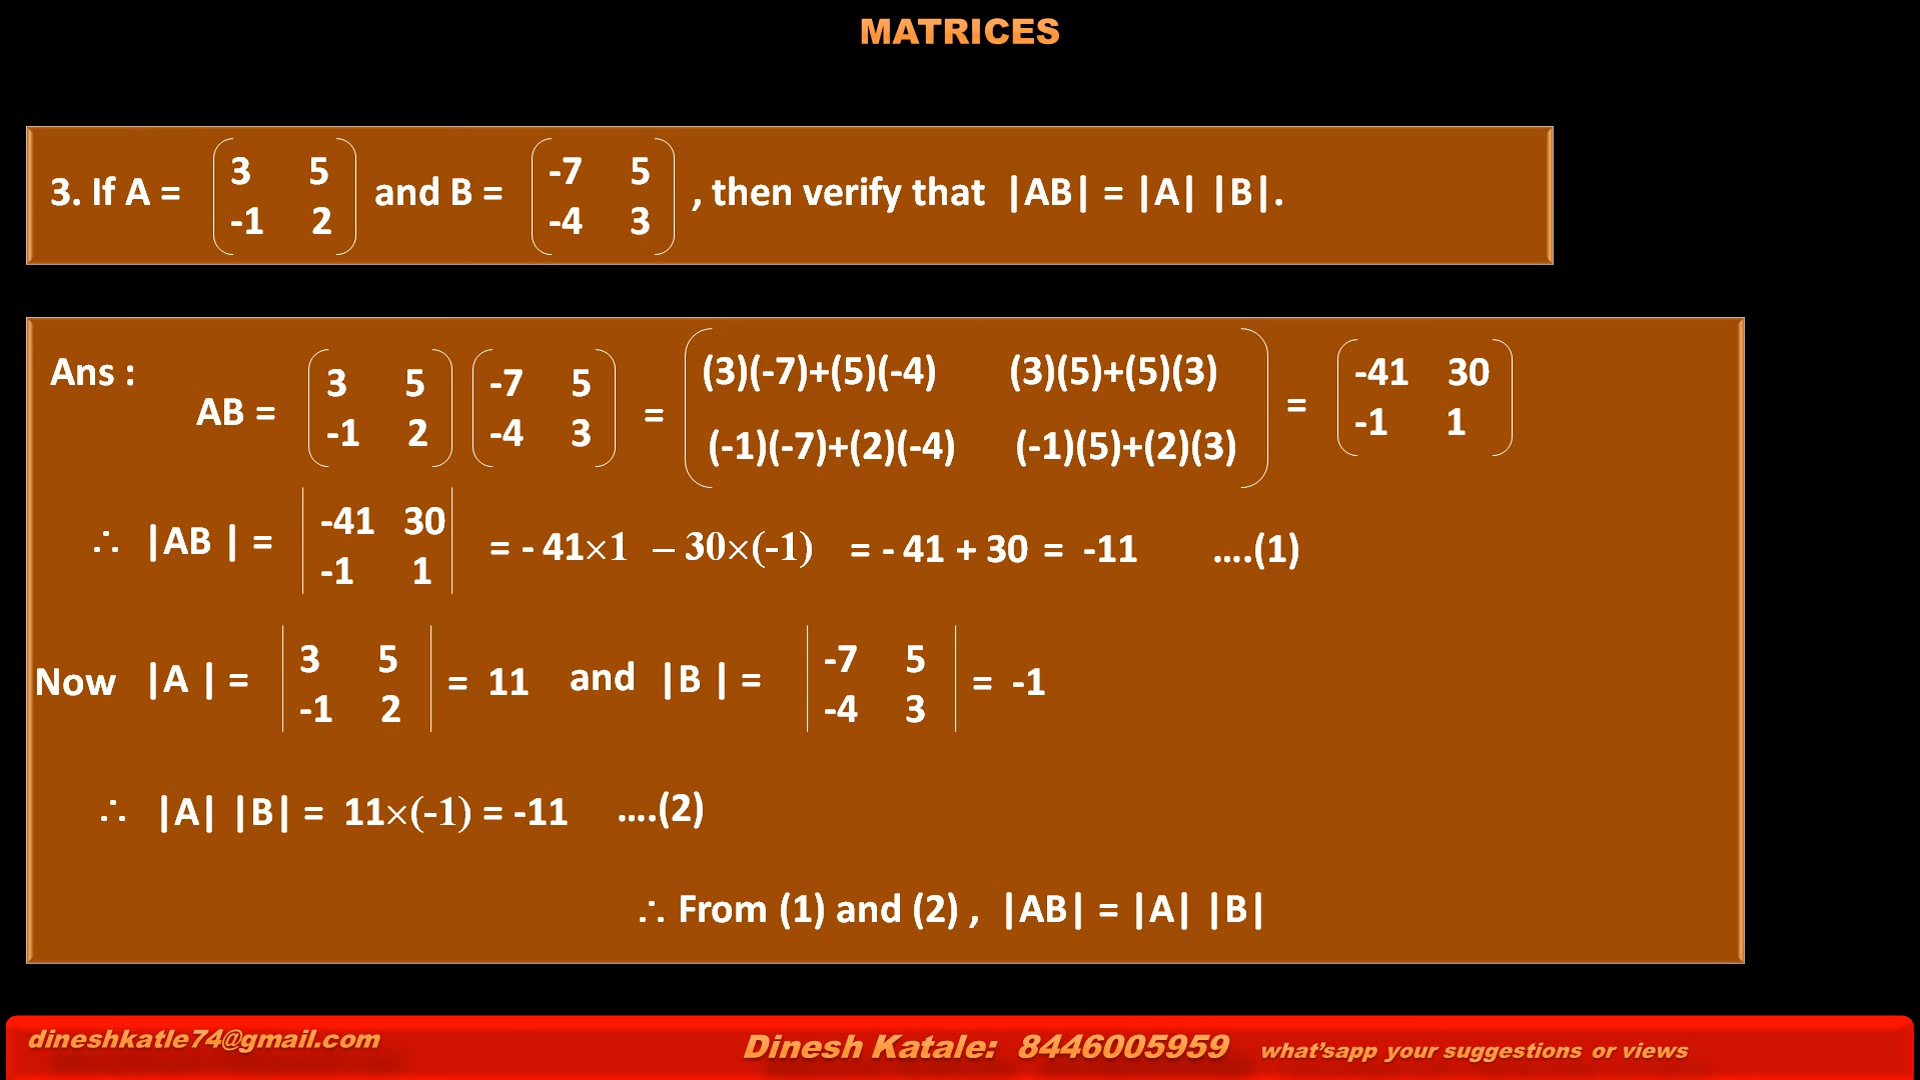 MATRICES
3. If A = ( 3 5 and B = ( -7 5 , then verify that |AB| = |A| |B|.
-1 2 ) -4 3 )
Ans :
AB = ( 3 5 ( -7 5 = ( (3)(-7)+(5)(-4) (3)(5)+(5)(3) = ( -41 30
-1 2 ) -4 3 ) (-1)(-7)+(2)(-4) (-1)(5)+(2)(3) ) -1 1 )
∴ |AB | = | -41 30 | = - 41×1 – 30×(-1) = - 41 + 30 = -11 ....(1)
-1 1
Now |A | = | 3 5 | = 11 and |B | = | -7 5 | = -1
-1 2 -4 3
∴ |A| |B| = 11×(-1) = -11 ....(2)
∴ From (1) and (2) , |AB| = |A| |B|
dineshkatle74@gmail.com Dinesh Katale: 8446005959 what'sapp your suggestions or views